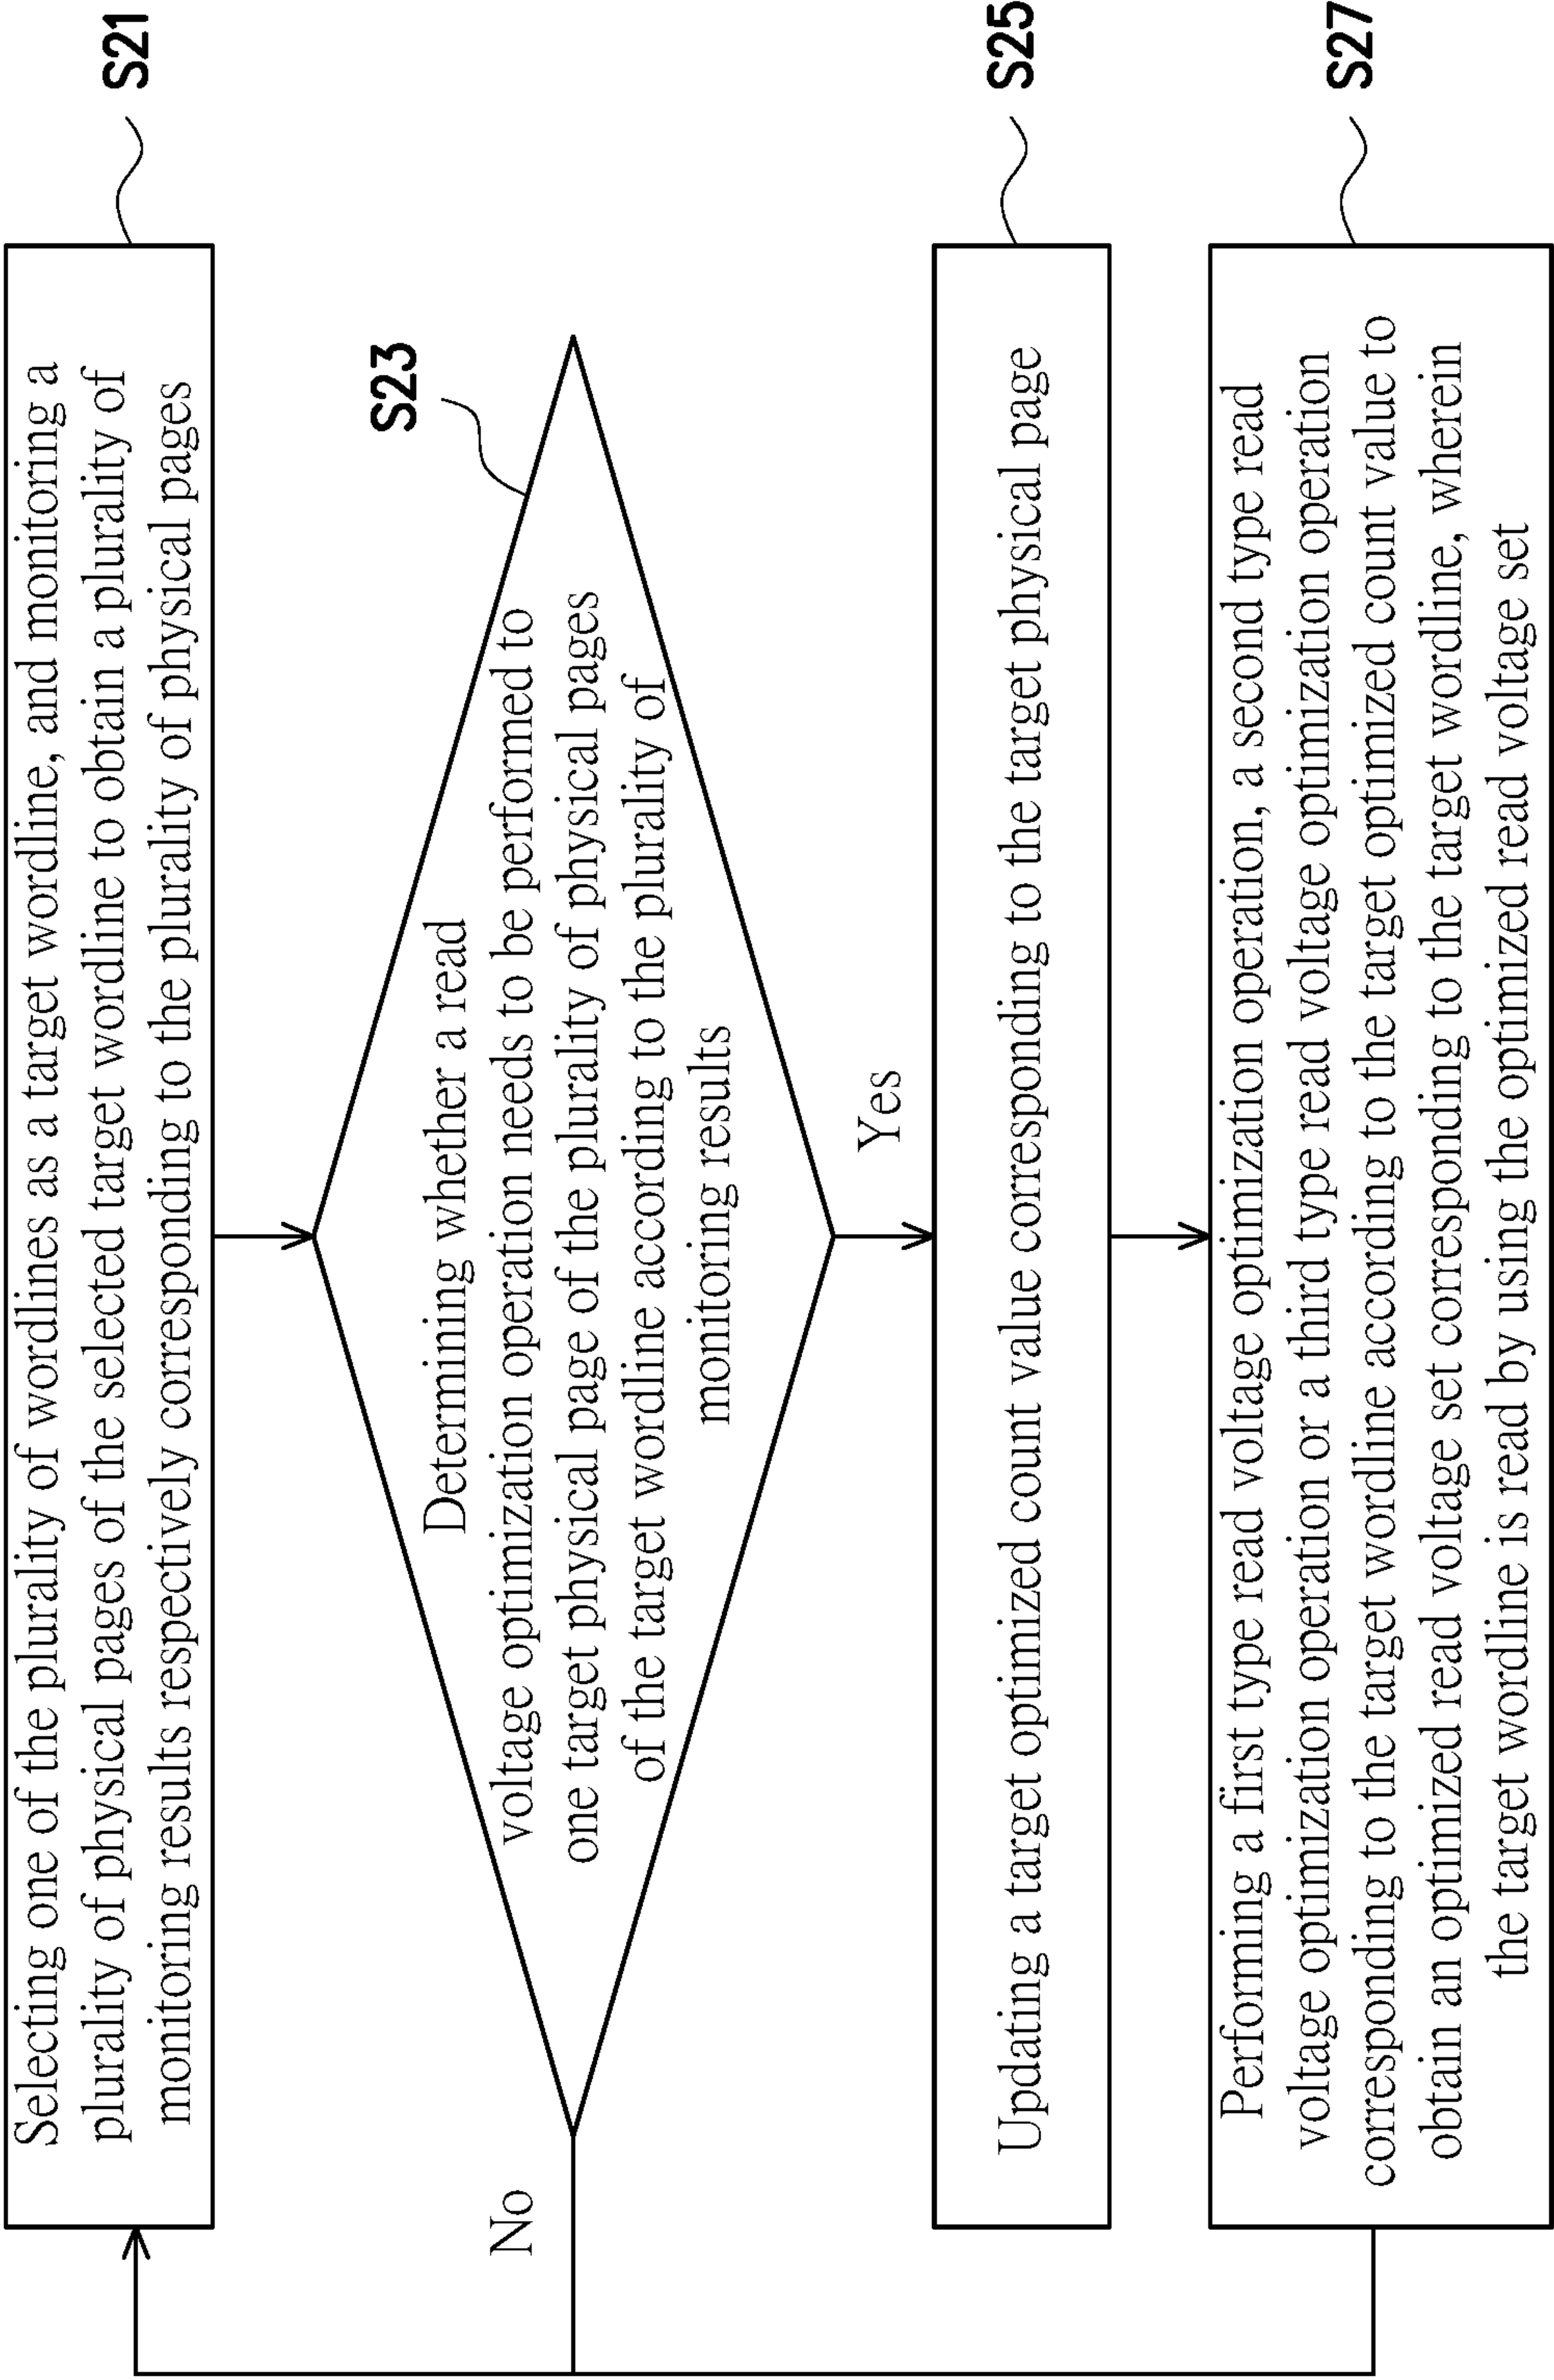 S21
Selecting one of the plurality of wordlines as a target wordline, and monitoring a
plurality of physical pages of the selected target wordline to obtain a plurality of
monitoring results respectively corresponding to the plurality of physical pages
S23
Determining whether a read
voltage optimization operation needs to be performed to
one target physical page of the plurality of physical pages
of the target wordline according to the plurality of
monitoring results
No
Yes
S25
Updating a target optimized count value corresponding to the target physical page
S27
Performing a first type read voltage optimization operation, a second type read
voltage optimization operation or a third type read voltage optimization operation
corresponding to the target wordline according to the target optimized count value to
obtain an optimized read voltage set corresponding to the target wordline, wherein
the target wordline is read by using the optimized read voltage set